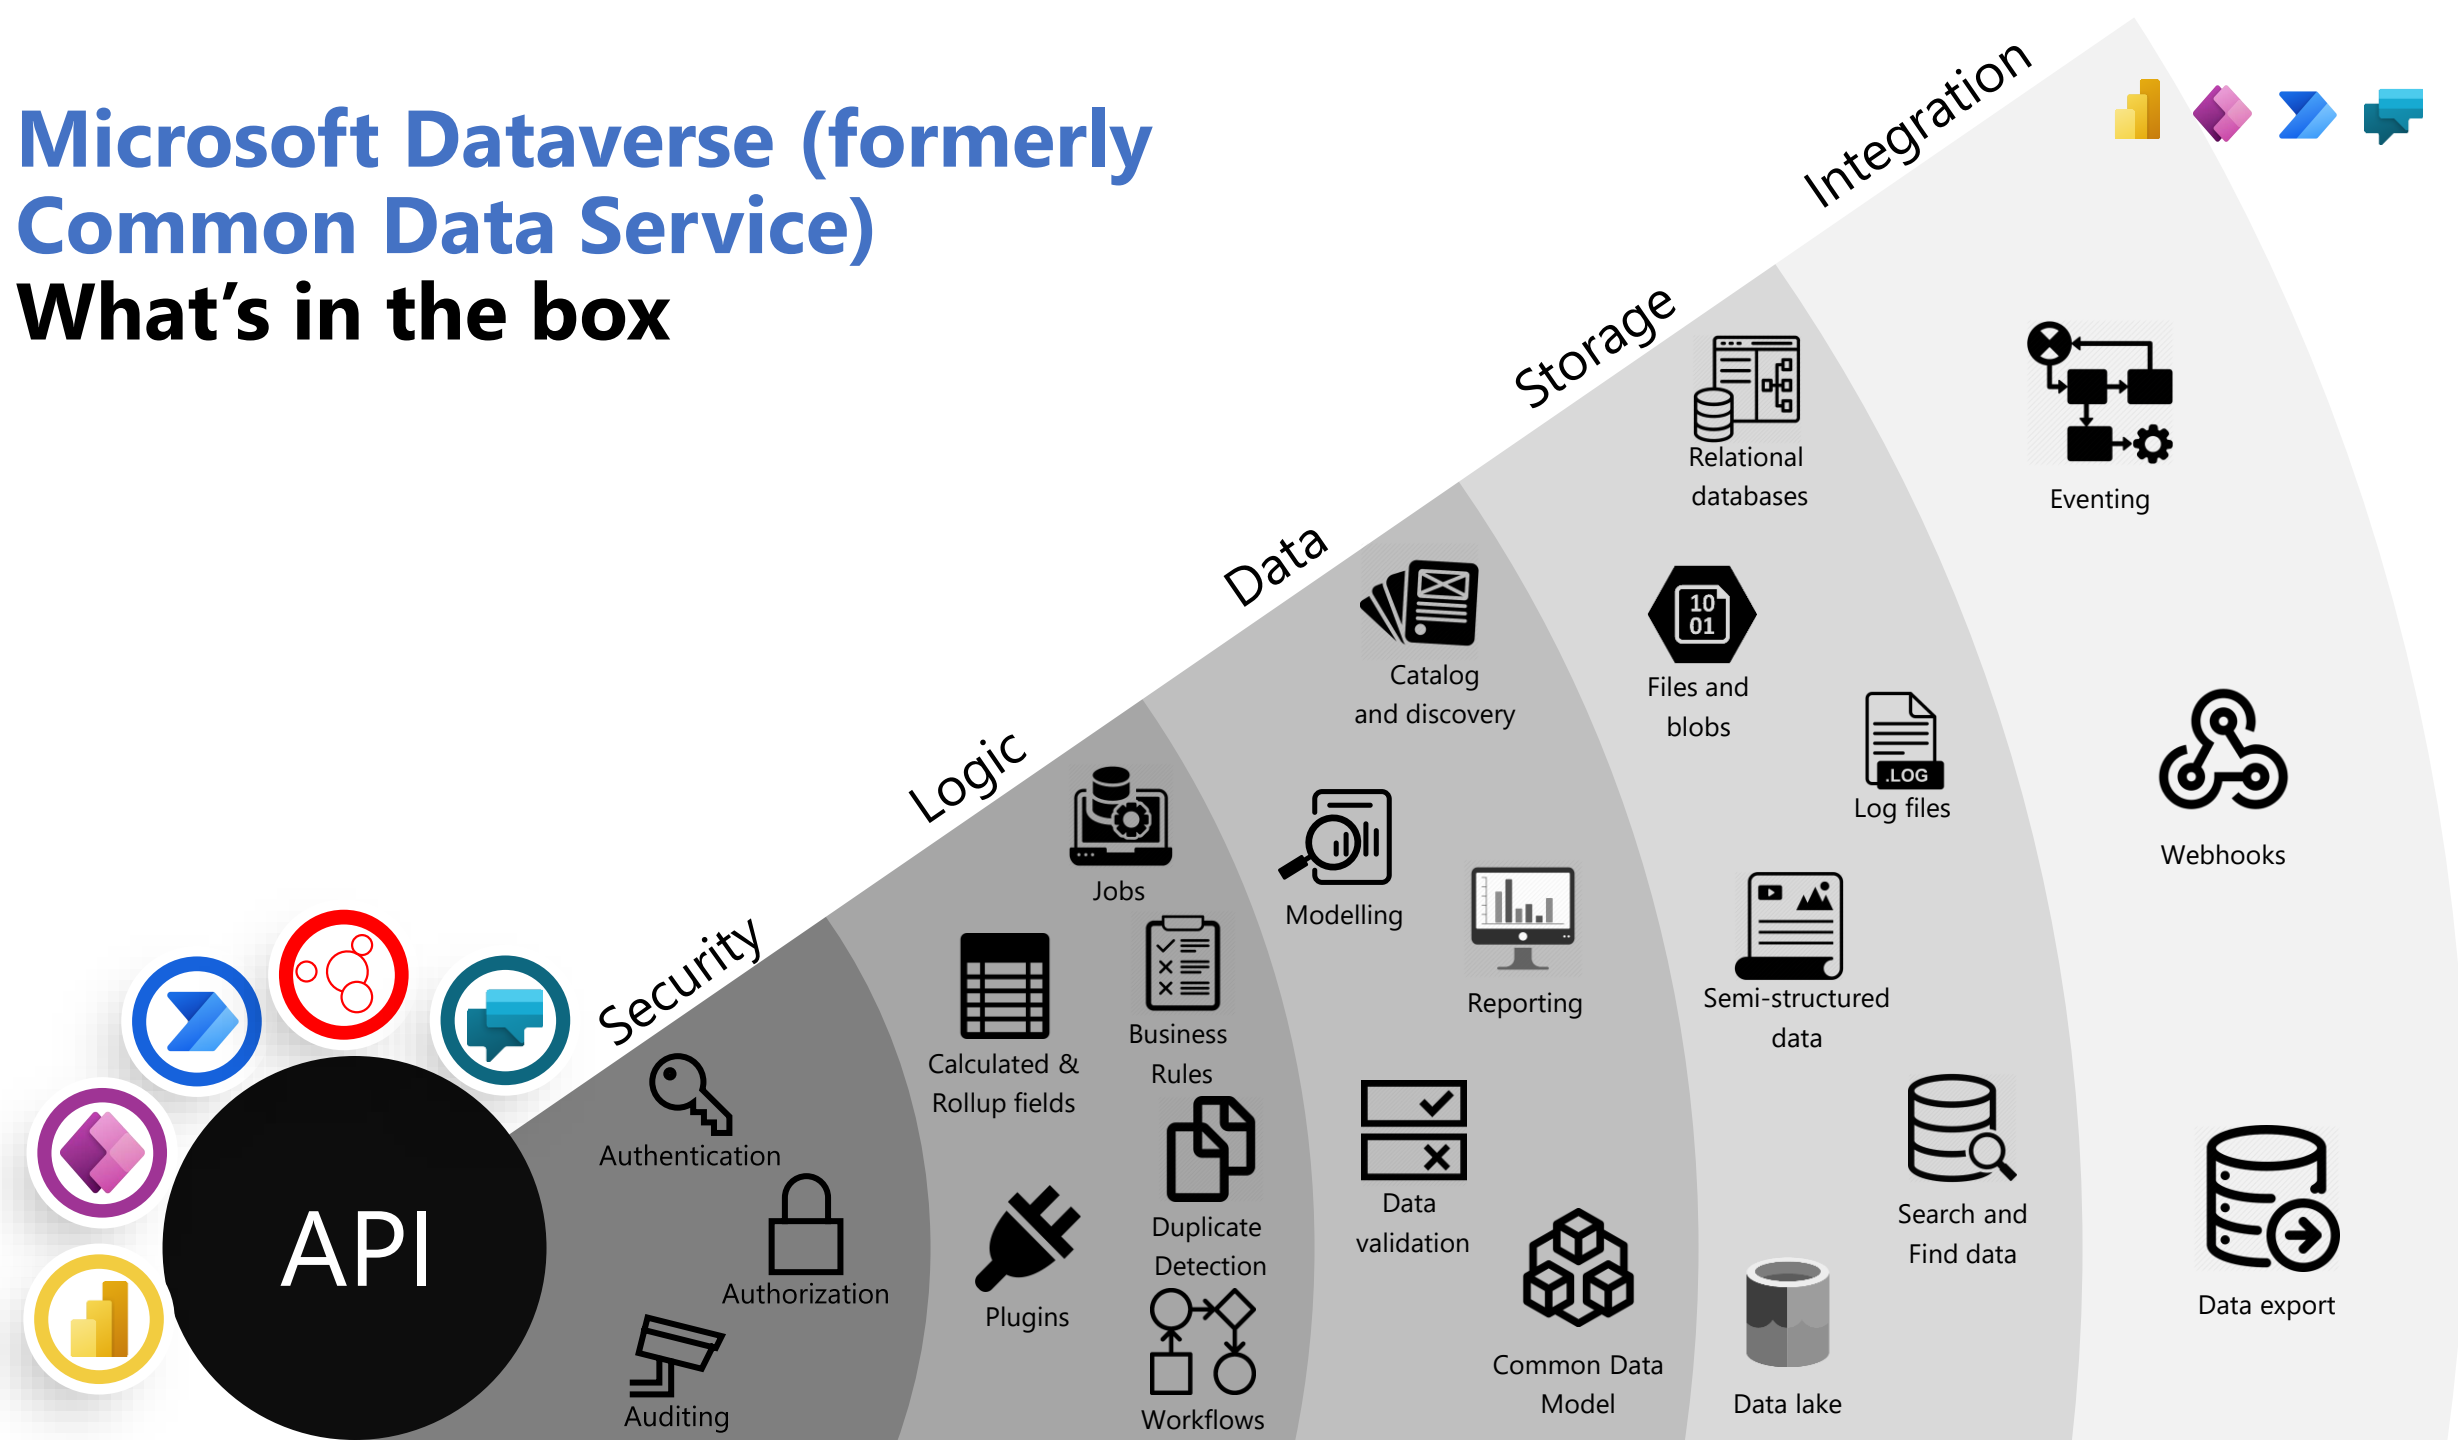 Microsoft Dataverse (formerly
Common Data Service)
What's in the box
API
Security
Authentication
Authorization
Auditing
Logic
Jobs
Calculated &
Rollup fields
Business
Rules
Plugins
Duplicate
Detection
Workflows
Data
Catalog
and discovery
Modelling
Reporting
Data
validation
Common Data
Model
Storage
Relational
databases
10
01
Files and
blobs
.LOG
Log files
Semi-structured
data
Search and
Find data
Data lake
Integration
Eventing
Webhooks
Data export